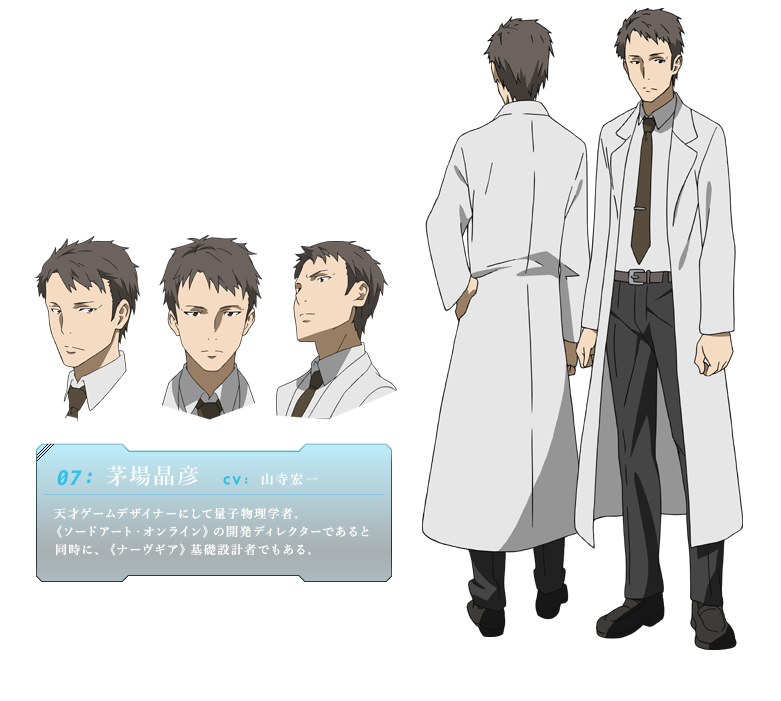 07: 茅場晶彦 cv: 山寺宏一
天才ゲームデザイナーにして量子物理学者。
《ソードアート・オンライン》の開発ディレクターであると
同時に、《ナーヴギア》基礎設計者でもある。